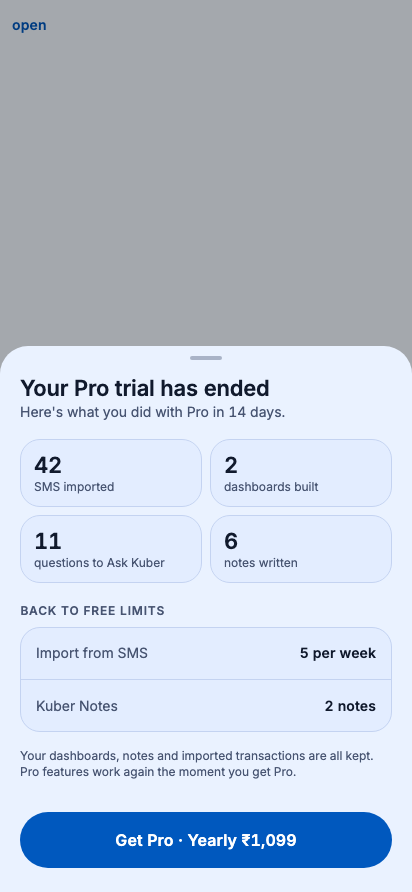 open
Your Pro trial has ended
Here's what you did with Pro in 14 days.
42
SMS imported
2
dashboards built
11
questions to Ask Kuber
6
notes written
BACK TO FREE LIMITS
Import from SMS 5 per week
Kuber Notes 2 notes
Your dashboards, notes and imported transactions are all kept.
Pro features work again the moment you get Pro.
Get Pro · Yearly ₹1,099